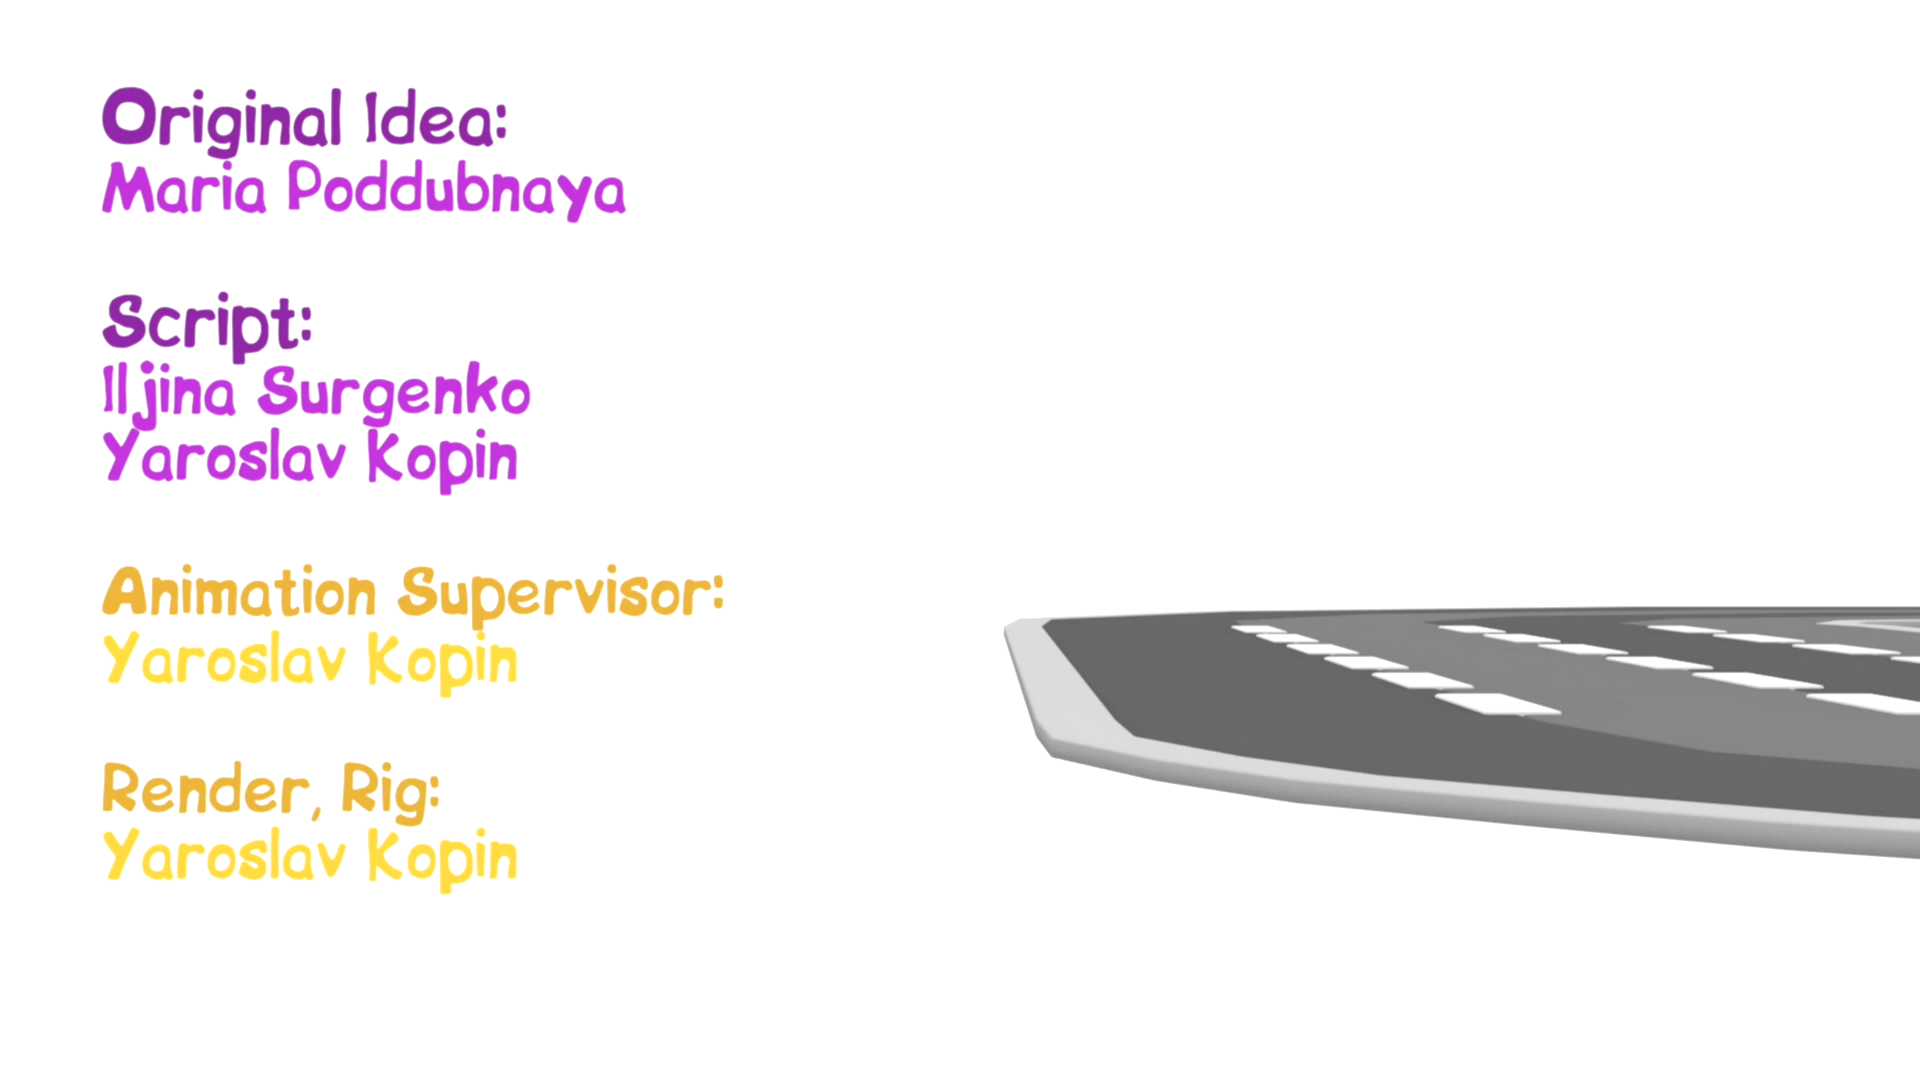 Original Idea:
Maria Poddubnaya
Script:
Iljina Surgenko
Yaroslav Kopin
Animation Supervisor:
Yaroslav Kopin
Render, Rig:
Yaroslav Kopin